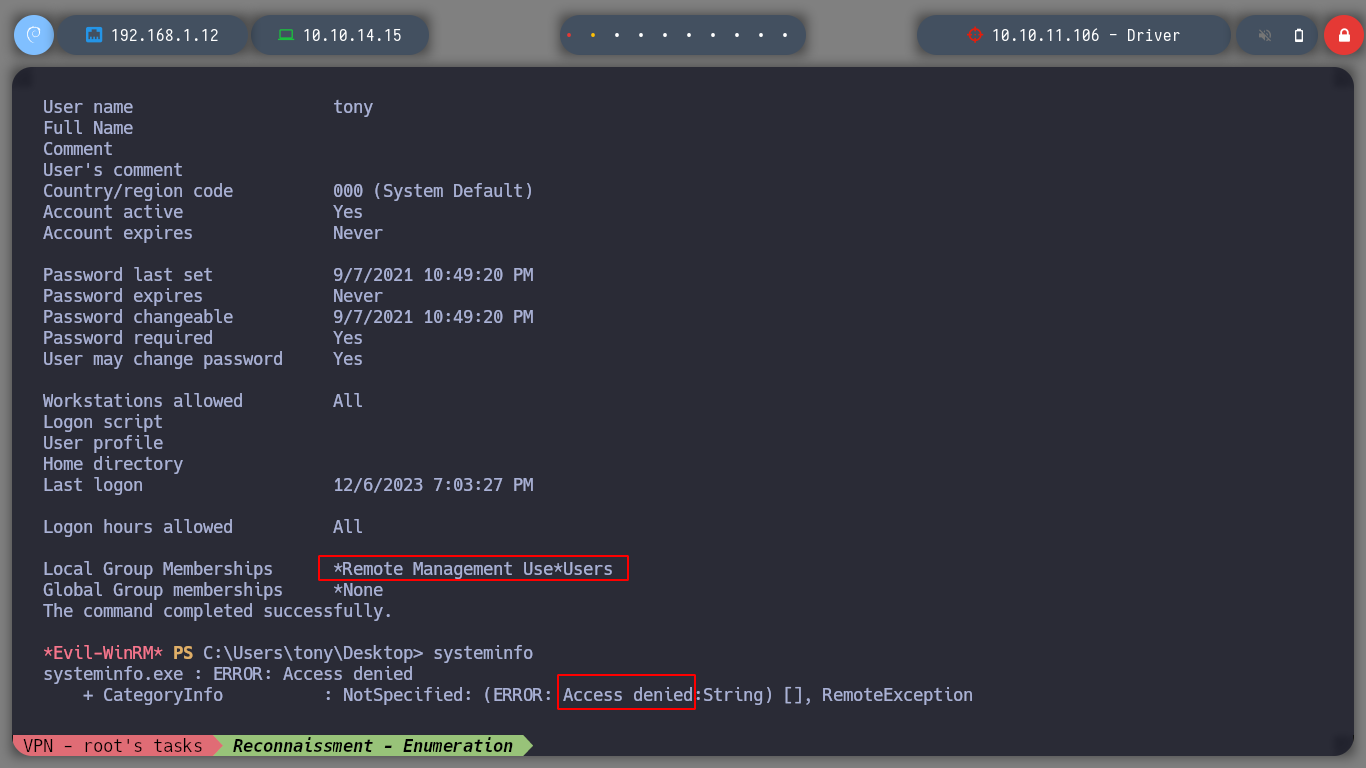 192.168.1.12 10.10.14.15 10.10.11.106 - Driver
User name tony
Full Name
Comment
User's comment
Country/region code 000 (System Default)
Account active Yes
Account expires Never
Password last set 9/7/2021 10:49:20 PM
Password expires Never
Password changeable 9/7/2021 10:49:20 PM
Password required Yes
User may change password Yes
Workstations allowed All
Logon script
User profile
Home directory
Last logon 12/6/2023 7:03:27 PM
Logon hours allowed All
Local Group Memberships *Remote Management Use*Users
Global Group memberships *None
The command completed successfully.
*Evil-WinRM* PS C:\Users\tony\Desktop> systeminfo
systeminfo.exe : ERROR: Access denied
+ CategoryInfo : NotSpecified: (ERROR: Access denied:String) [], RemoteException
VPN - root's tasks Reconnaissment - Enumeration